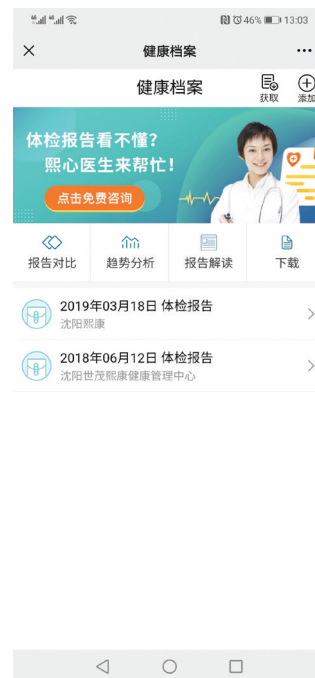 46% 13:03
健康档案
健康档案
获取
添加
体检报告看不懂？
熙心医生来帮忙！
点击免费咨询
报告对比
趋势分析
报告解读
下载
2019年03月18日 体检报告
沈阳熙康
2018年06月12日 体检报告
沈阳世茂熙康健康管理中心